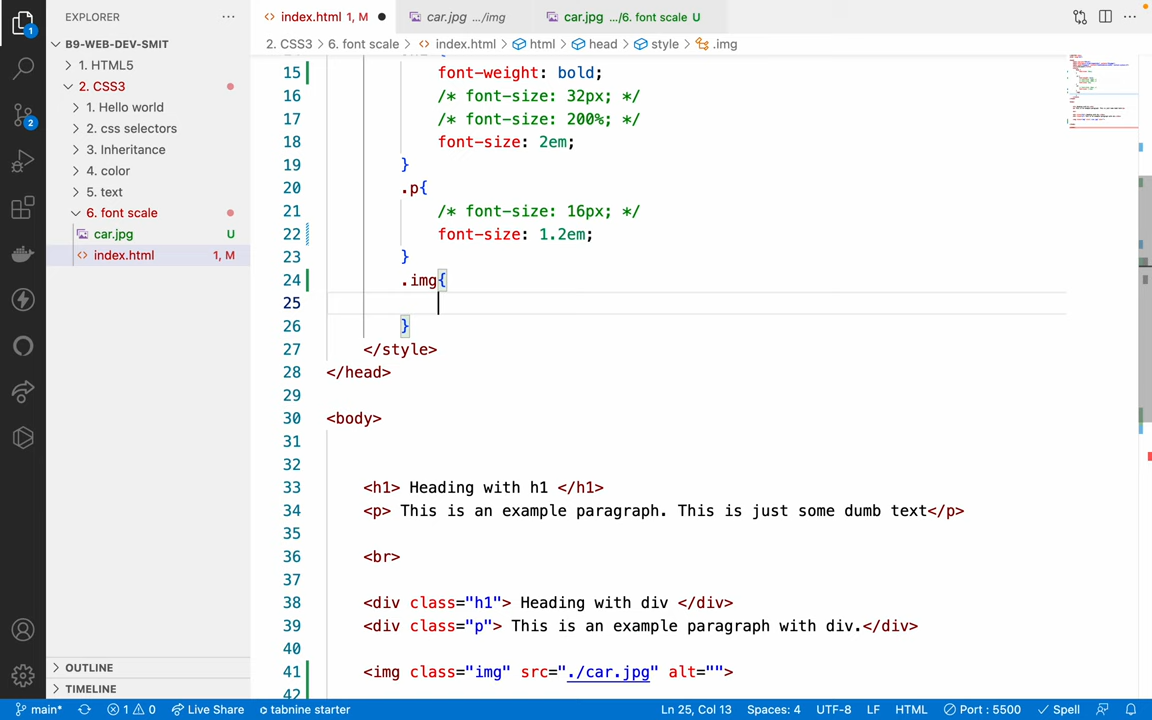 EXPLORER
index.html 1, M
car.jpg .../img
car.jpg .../6. font scale U
B9-WEB-DEV-SMIT
2. CSS3 > 6. font scale > index.html > html > head > style > .img
1. HTML5
2. CSS3
1. Hello world
2. css selectors
3. Inheritance
4. color
5. text
6. font scale
car.jpg U
index.html 1, M
15 font-weight: bold;
16 /* font-size: 32px; */
17 /* font-size: 200%; */
18 font-size: 2em;
19 }
20 .p{
21 /* font-size: 16px; */
22 font-size: 1.2em;
23 }
24 .img{
25
26 }
27 </style>
28 </head>
29
30 <body>
31
32
33 <h1> Heading with h1 </h1>
34 <p> This is an example paragraph. This is just some dumb text</p>
35
36 <br>
37
38 <div class="h1"> Heading with div </div>
39 <div class="p"> This is an example paragraph with div.</div>
40
41 <img class="img" src="./car.jpg" alt="">
42
1
2
OUTLINE
TIMELINE
main* 1 0 Live Share tabnine starter Ln 25, Col 13 Spaces: 4 UTF-8 LF HTML Port : 5500 Spell